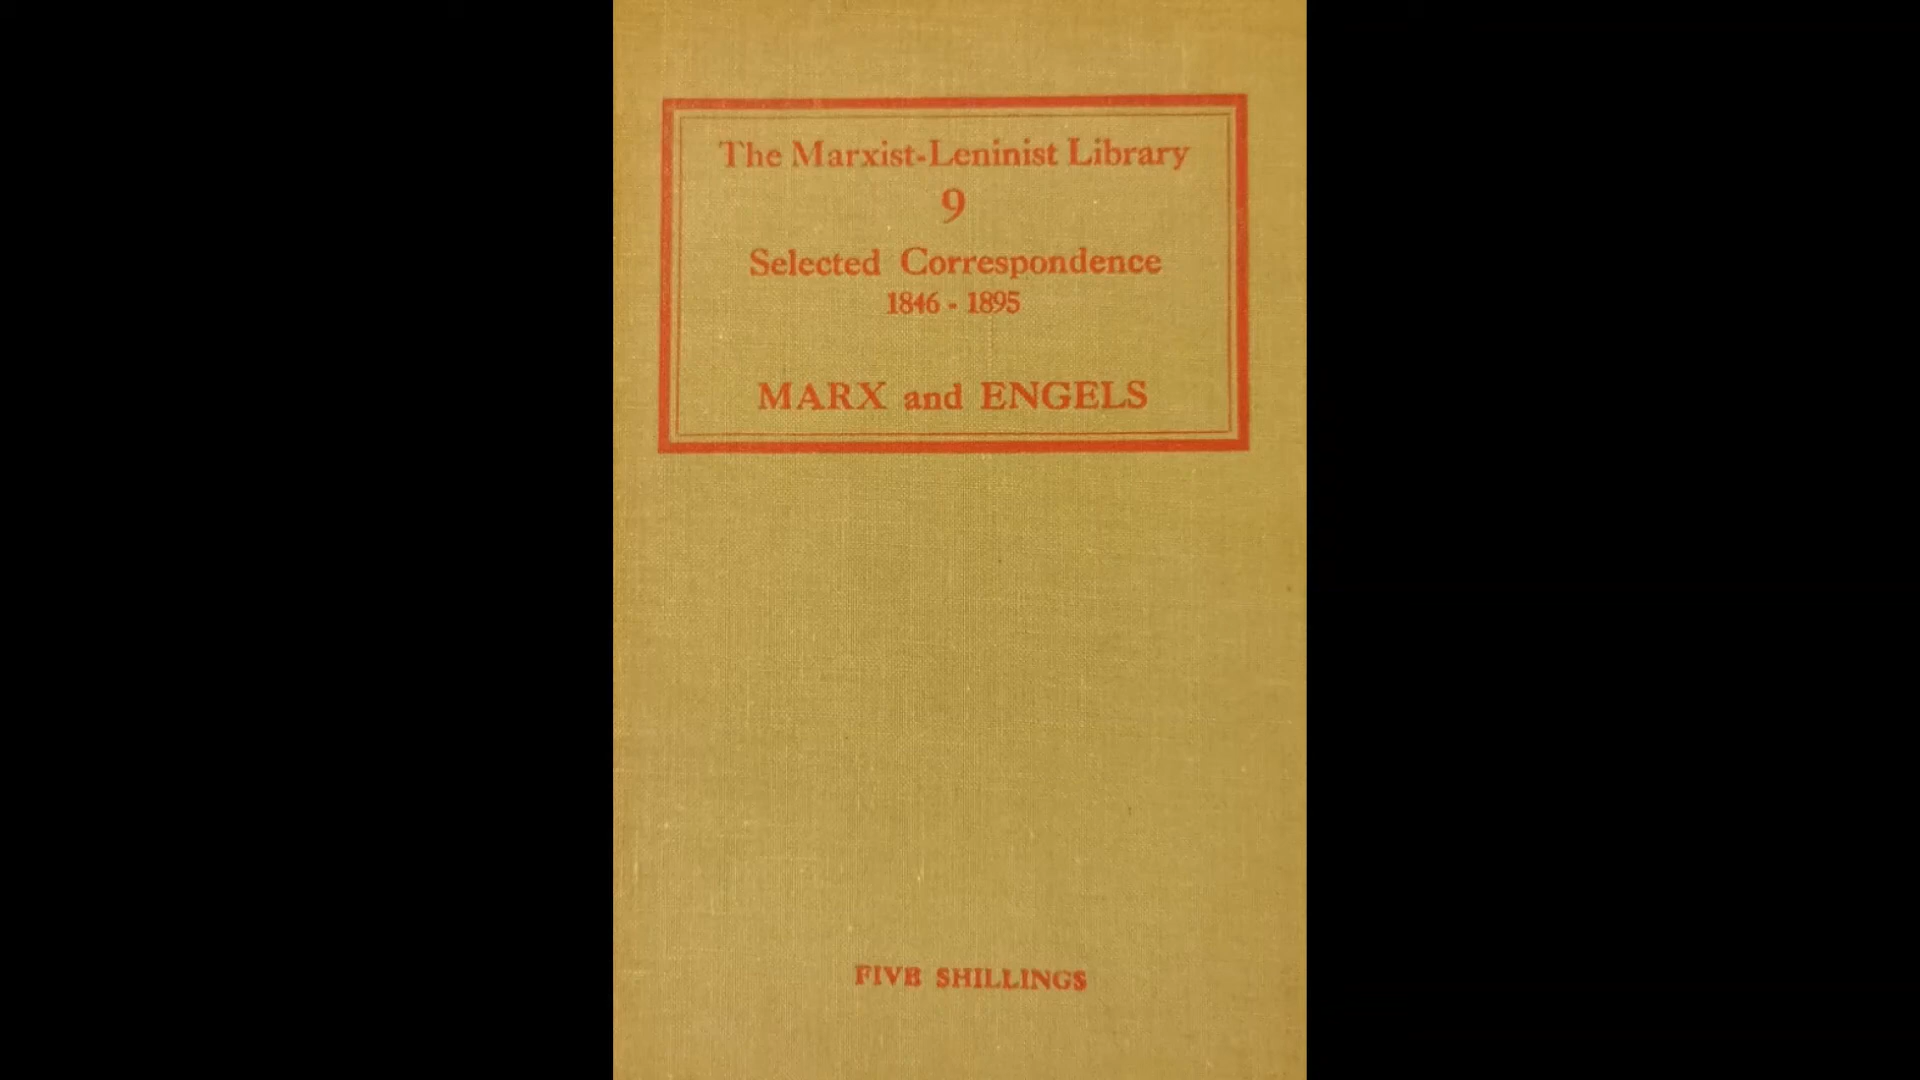 The Marxist-Leninist Library
9
Selected Correspondence
1846 - 1895
MARX and ENGELS
FIVE SHILLINGS